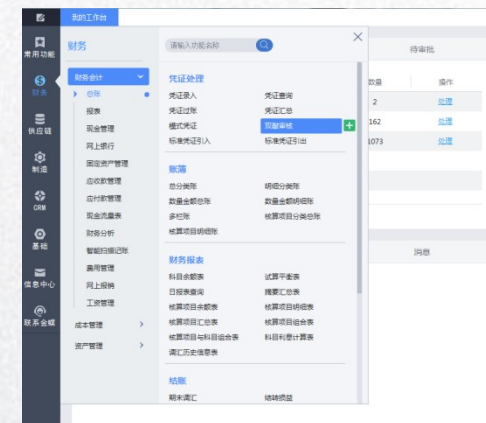 我的工作台
常用功能
财务
供应链
制造
CRM
基础
信息中心
联系金蝶
财务
财务会计
总账
报表
现金管理
网上银行
固定资产管理
应收款管理
应付款管理
现金流量表
财务分析
智能扫描记账
费用管理
网上报销
工资管理
成本管理
资产管理
请输入功能名称
凭证处理
凭证录入 凭证查询
凭证过账 凭证汇总
模式凭证 双敲审核
标准凭证引入 标准凭证引出
账簿
总分类账 明细分类账
数量金额总账 数量金额明细账
多栏账 核算项目分类总账
核算项目明细账
财务报表
科目余额表 试算平衡表
日报表查询 摘要汇总表
核算项目余额表 核算项目明细表
核算项目汇总表 核算项目组合表
核算项目与科目组合表 科目利息计算表
调汇历史信息表
结账
期末调汇 结转损益
待审批
数量 操作
2 处理
162 处理
1073 处理
消息